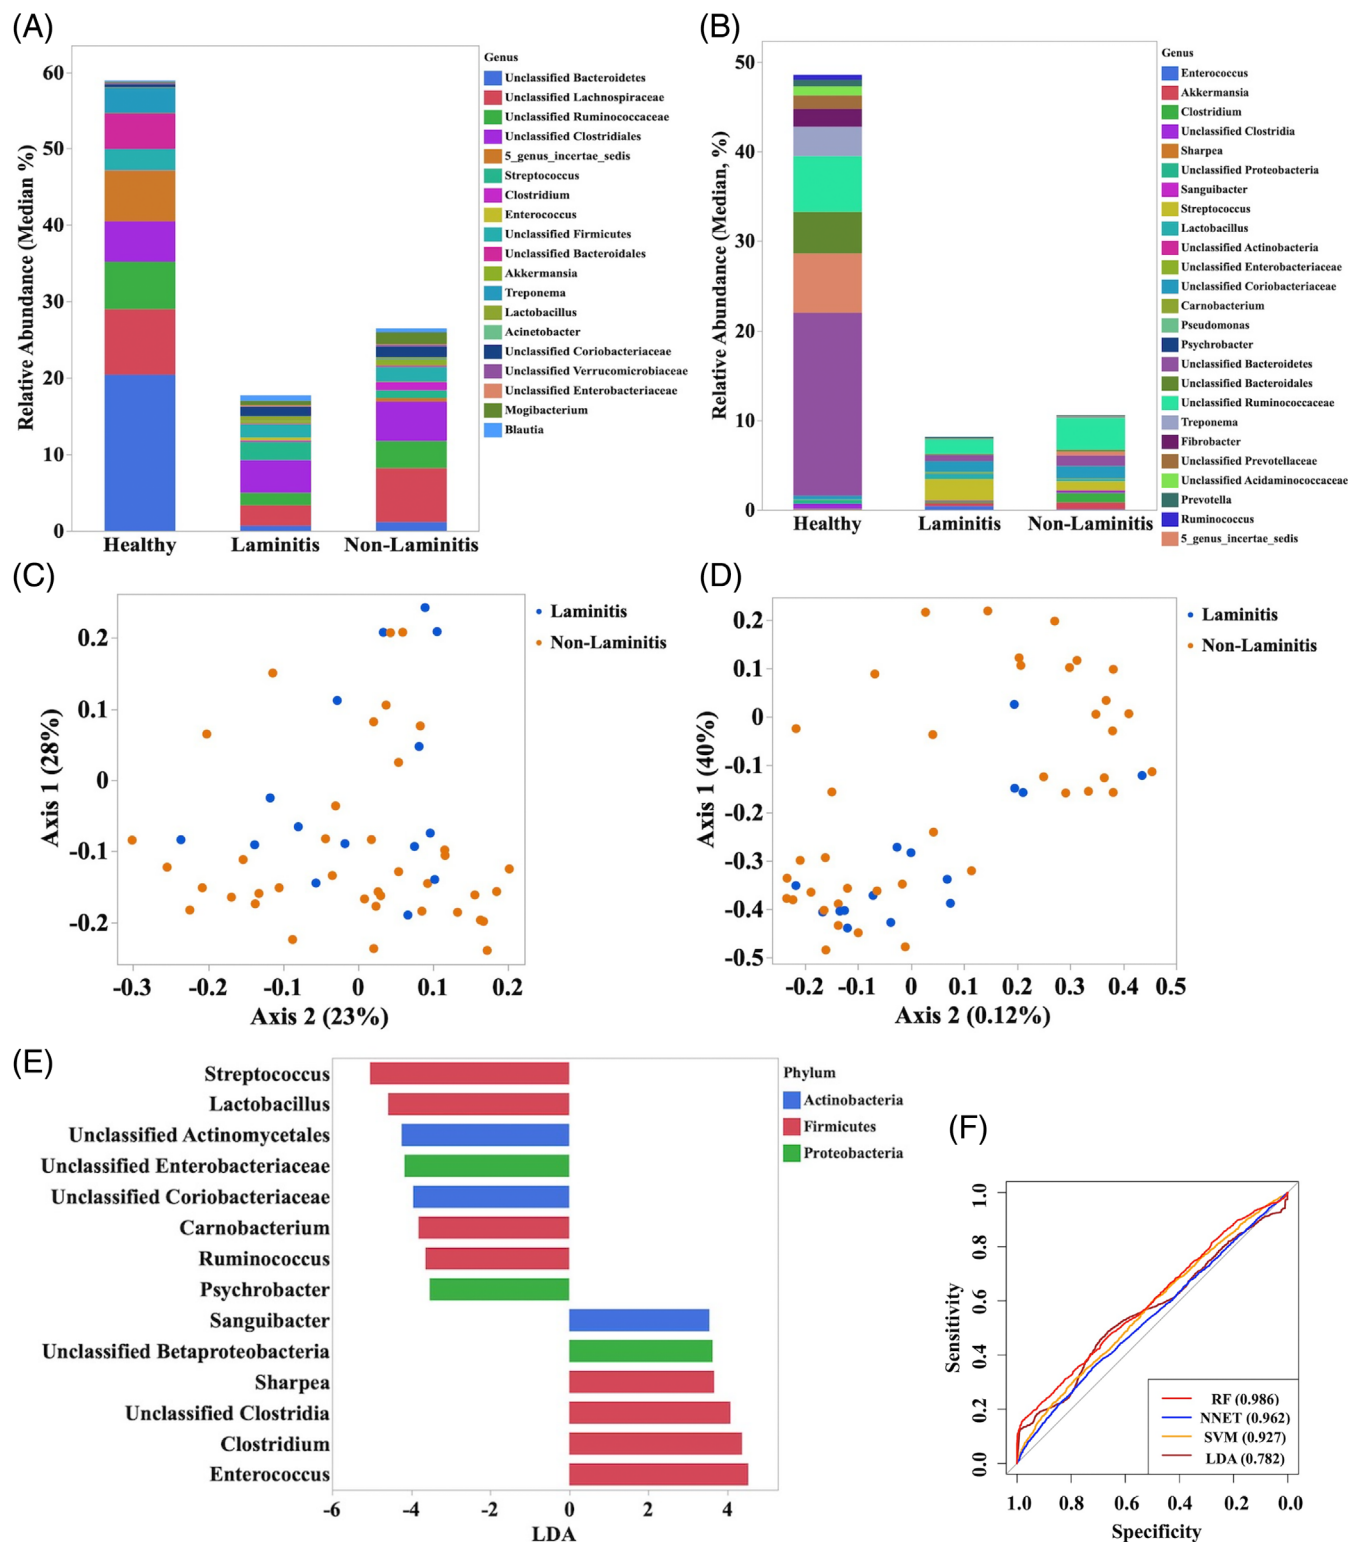 (A)
Relative Abundance (Median %)
60
50
40
30
20
10
0
Healthy Laminitis Non-Laminitis
Genus
Unclassified Bacteroidetes
Unclassified Lachnospiraceae
Unclassified Ruminococcaceae
Unclassified Clostridiales
5_genus_incertae_sedis
Streptococcus
Clostridium
Enterococcus
Unclassified Firmicutes
Unclassified Bacteroidales
Akkermansia
Treponema
Lactobacillus
Acinetobacter
Unclassified Coriobacteriaceae
Unclassified Verrucomicrobiaceae
Unclassified Enterobacteriaceae
Mogibacterium
Blautia
(B)
Relative Abundance (Median, %)
50
40
30
20
10
0
Healthy Laminitis Non-Laminitis
Genus
Enterococcus
Akkermansia
Clostridium
Unclassified Clostridia
Sharpea
Unclassified Proteobacteria
Sanguibacter
Streptococcus
Lactobacillus
Unclassified Actinobacteria
Unclassified Enterobacteriaceae
Unclassified Coriobacteriaceae
Carnobacterium
Pseudomonas
Psychrobacter
Unclassified Bacteroidetes
Unclassified Bacteroidales
Unclassified Ruminococcaceae
Treponema
Fibrobacter
Unclassified Prevotellaceae
Unclassified Acidaminococcaceae
Prevotella
Ruminococcus
5_genus_incertae_sedis
(C)
Axis 1 (28%)
0.2
0.1
0
-0.1
-0.2
-0.3 -0.2 -0.1 0 0.1 0.2
Axis 2 (23%)
Laminitis
Non-Laminitis
(D)
Axis 1 (40%)
0.2
0.1
0
-0.1
-0.2
-0.3
-0.4
-0.5
-0.2 -0.1 0 0.1 0.2 0.3 0.4 0.5
Axis 2 (0.12%)
Laminitis
Non-Laminitis
(E)
Streptococcus
Lactobacillus
Unclassified Actinomycetales
Unclassified Enterobacteriaceae
Unclassified Coriobacteriaceae
Carnobacterium
Ruminococcus
Psychrobacter
Sanguibacter
Unclassified Betaproteobacteria
Sharpea
Unclassified Clostridia
Clostridium
Enterococcus
-6 -4 -2 0 2 4
LDA
Phylum
Actinobacteria
Firmicutes
Proteobacteria
(F)
Sensitivity
1.0
0.8
0.6
0.4
0.2
0.0
RF (0.986)
NNET (0.962)
SVM (0.927)
LDA (0.782)
1.0 0.8 0.6 0.4 0.2 0.0
Specificity